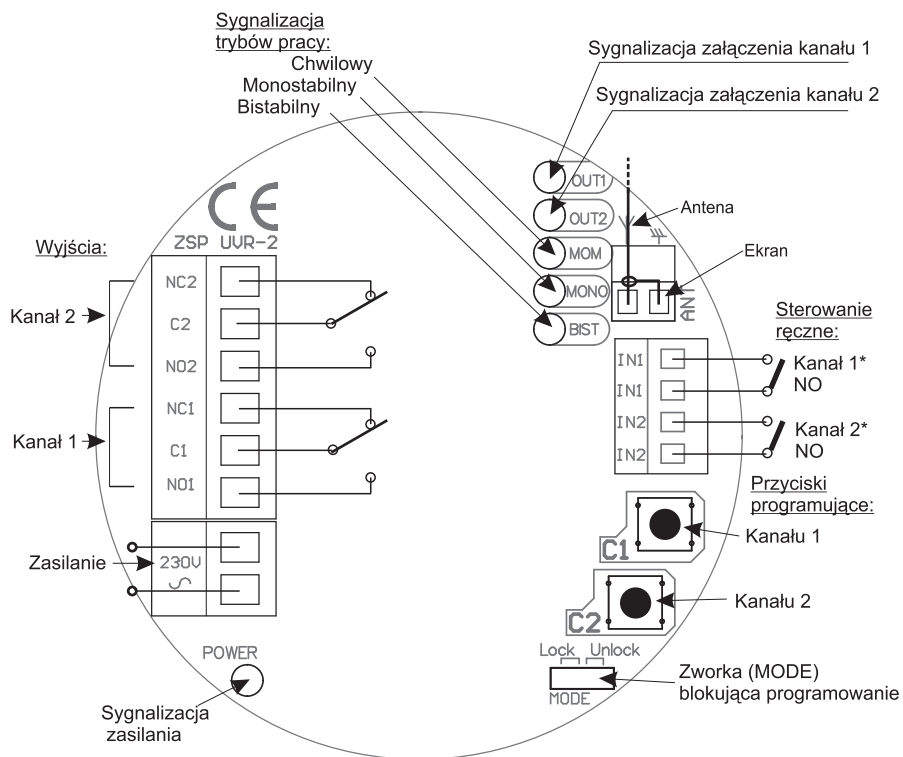 Sygnalizacja
trybów pracy:
Chwilowy
Monostabilny
Bistabilny
Sygnalizacja załączenia kanału 1
Sygnalizacja załączenia kanału 2
CE
ZSP UVR-2
OUT1
OUT2
MOM
MONO
BIST
Antena
Ekran
ANT
Wyjścia:
Kanał 2
NC2
C2
NO2
Kanał 1
NC1
C1
NO1
Zasilanie
230V
Sterowanie
ręczne:
IN1
IN1
Kanał 1*
NO
IN2
IN2
Kanał 2*
NO
Przyciski
programujące:
C1
Kanału 1
C2
Kanału 2
Lock Unlock
MODE
Zworka (MODE)
blokująca programowanie
POWER
Sygnalizacja
zasilania